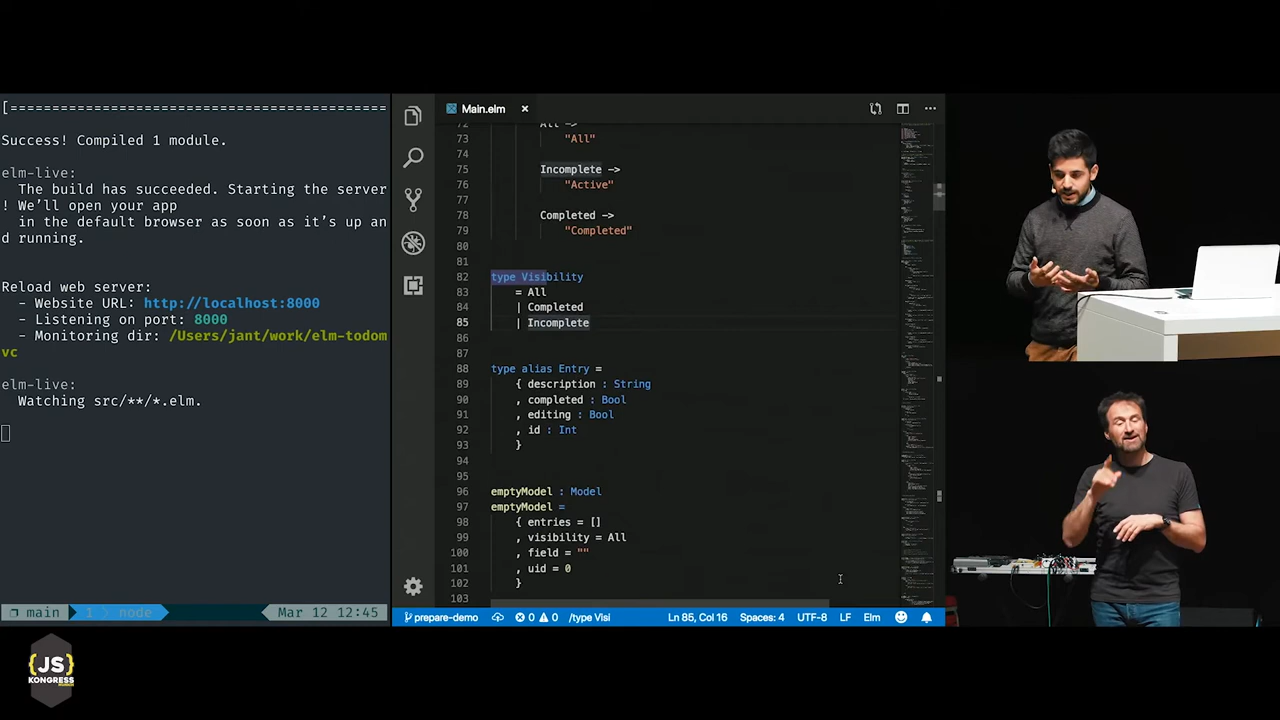 [==========================================
Success! Compiled 1 module.
elm-live:
The build has succeeded. Starting the server
! We'll open your app
in the default browser as soon as it's up an
d running.
Reload web server:
- Website URL: http://localhost:8000
- Listening on port: 8000
- Monitoring dir: /Users/jant/work/elm-todom
vc
elm-live:
Watching src/**/*.elm.
main 1 node Mar 12 12:45
Main.elm ×
72 All ->
73 "All"
74
75 Incomplete ->
76 "Active"
77
78 Completed ->
79 "Completed"
80
81
82 type Visibility
83 = All
84 | Completed
85 | Incomplete
86
87
88 type alias Entry =
89 { description : String
90 , completed : Bool
91 , editing : Bool
92 , id : Int
93 }
94
95
96 emptyModel : Model
97 emptyModel =
98 { entries = []
99 , visibility = All
100 , field = ""
101 , uid = 0
102 }
103
prepare-demo 0 0 /type Visi Ln 85, Col 16 Spaces: 4 UTF-8 LF Elm
{JS}
KONGRESS